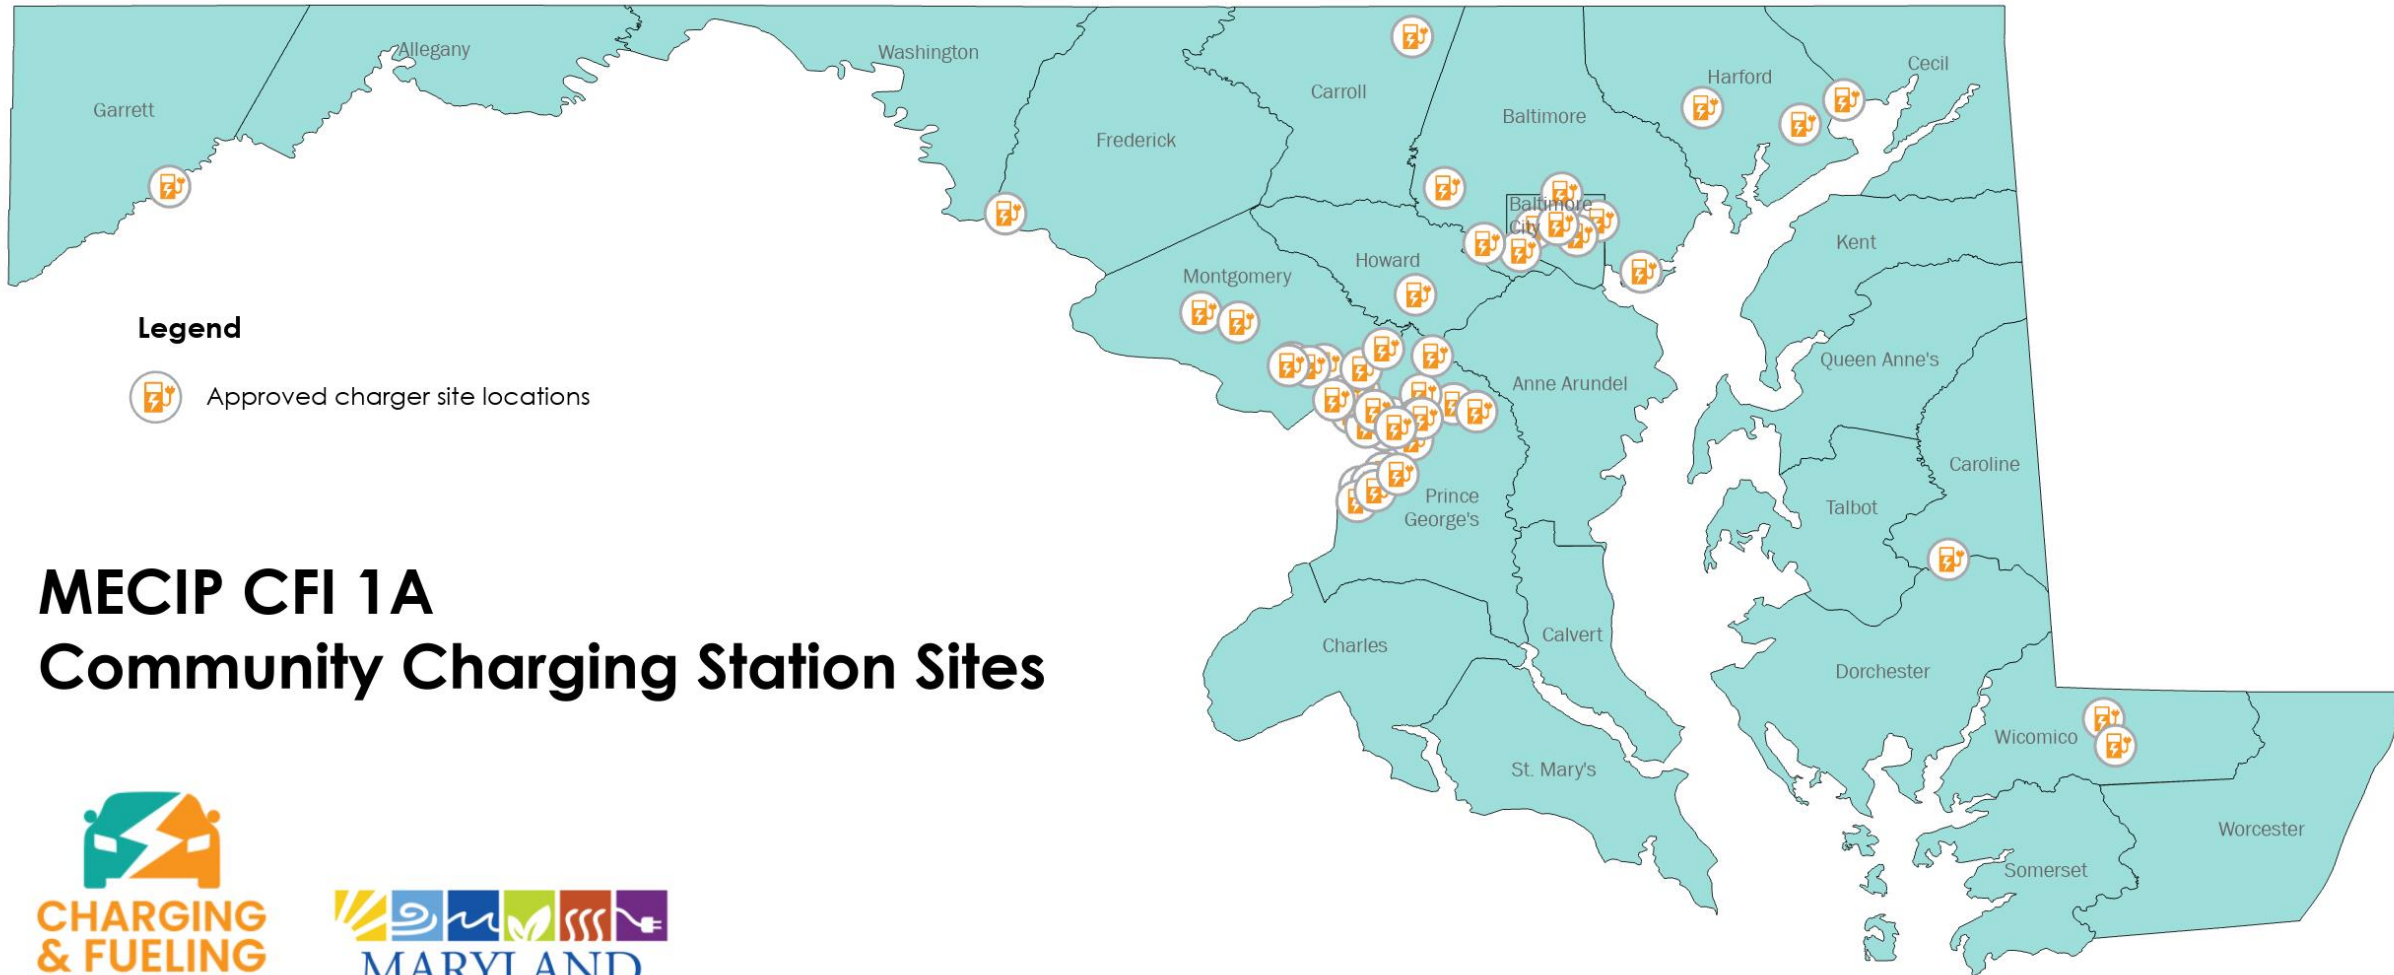 Garrett
Allegany
Washington
Frederick
Carroll
Baltimore
Harford
Cecil
Baltimore
City
Kent
Howard
Montgomery
Queen Anne's
Anne Arundel
Caroline
Prince
George's
Talbot
Calvert
Charles
Dorchester
Wicomico
St. Mary's
Worcester
Somerset
Legend
Approved charger site locations
MECIP CFI 1A
Community Charging Station Sites
CHARGING
& FUELING
MARYLAND